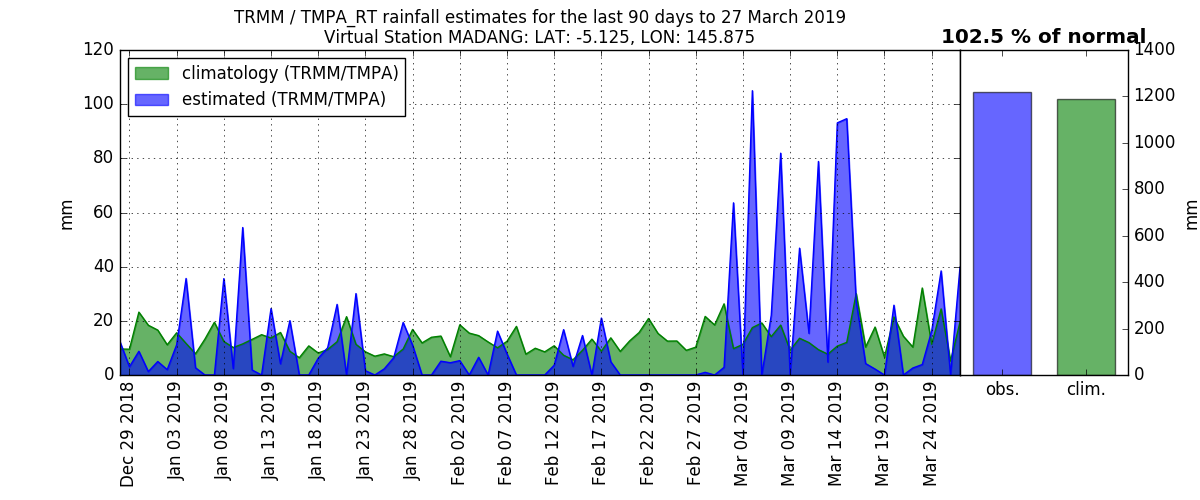 TRMM / TMPA_RT rainfall estimates for the last 90 days to 27 March 2019
Virtual Station MADANG: LAT: -5.125, LON: 145.875
102.5 % of normal
climatology (TRMM/TMPA)
estimated (TRMM/TMPA)
120
100
80
60
40
20
0
mm
Dec 29 2018
Jan 03 2019
Jan 08 2019
Jan 13 2019
Jan 18 2019
Jan 23 2019
Jan 28 2019
Feb 02 2019
Feb 07 2019
Feb 12 2019
Feb 17 2019
Feb 22 2019
Feb 27 2019
Mar 04 2019
Mar 09 2019
Mar 14 2019
Mar 19 2019
Mar 24 2019
obs.
clim.
1400
1200
1000
800
600
400
200
0
mm